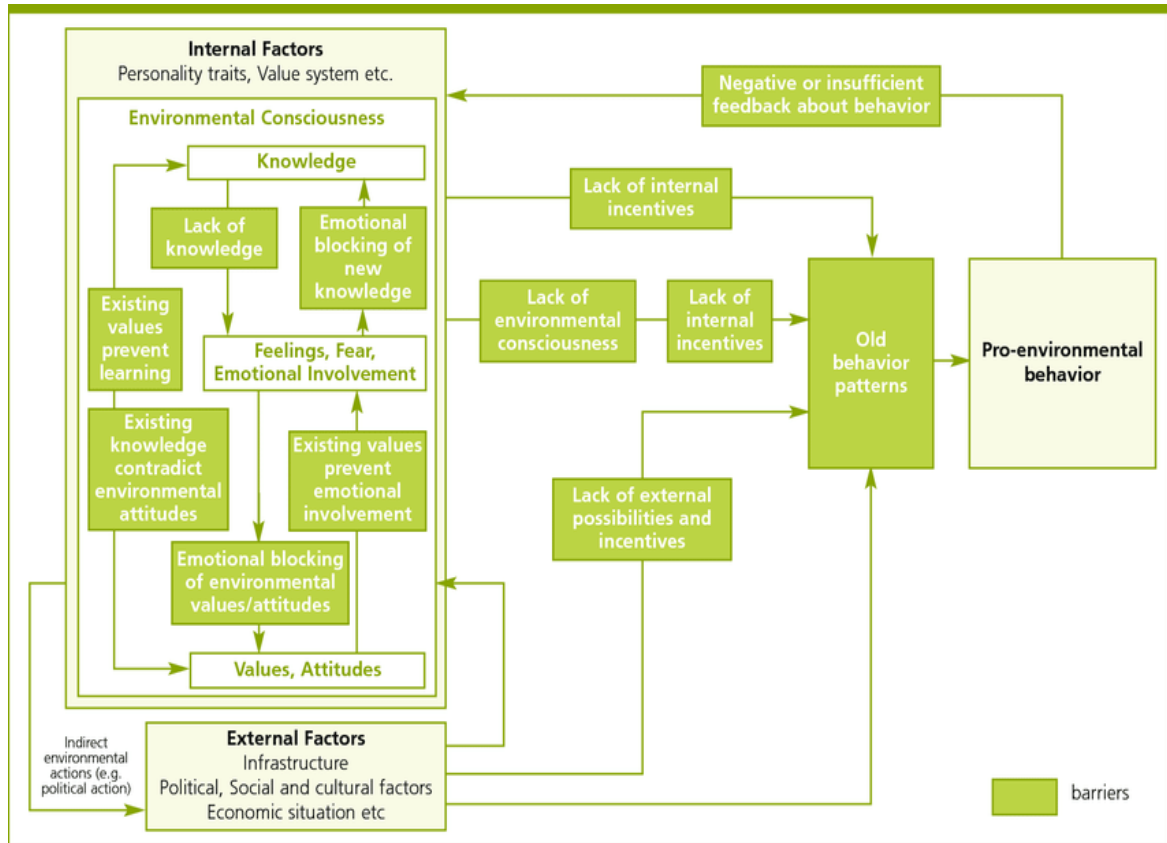 Internal Factors
Personality traits, Value system etc.
Environmental Consciousness
Knowledge
Lack of
knowledge
Emotional
blocking of
new
knowledge
Existing
values
prevent
learning
Feelings, Fear,
Emotional Involvement
Existing
knowledge
contradict
environmental
attitudes
Existing values
prevent
emotional
involvement
Emotional blocking
of environmental
values/attitudes
Values, Attitudes
Indirect
environmental
actions (e.g.
political action)
External Factors
Infrastructure
Political, Social and cultural factors
Economic situation etc
Negative or insufficient
feedback about behavior
Lack of internal
incentives
Lack of
environmental
consciousness
Lack of
internal
incentives
Lack of external
possibilities and
incentives
Old
behavior
patterns
Pro-environmental
behavior
barriers